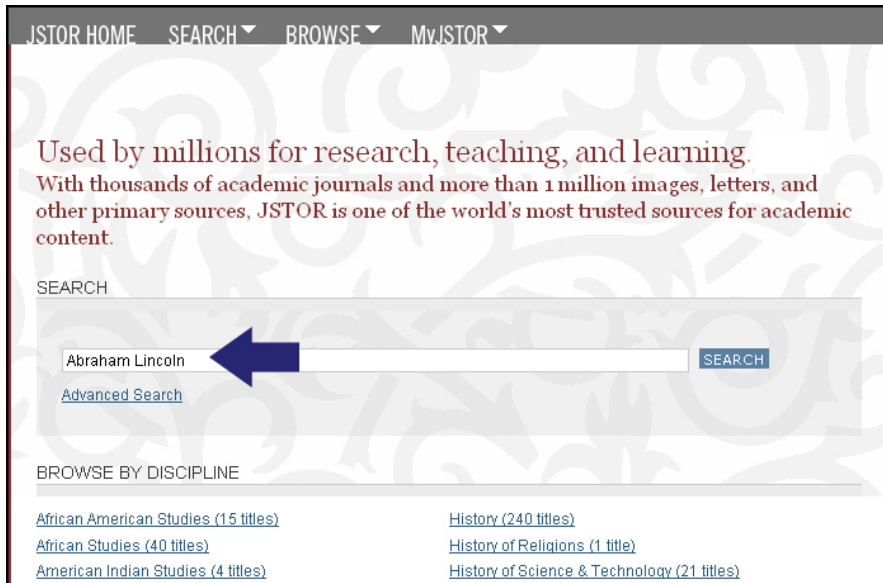 JSTOR HOME SEARCH BROWSE MyJSTOR
Used by millions for research, teaching, and learning.
With thousands of academic journals and more than 1 million images, letters, and
other primary sources, JSTOR is one of the world's most trusted sources for academic
content.
SEARCH
Abraham Lincoln SEARCH
Advanced Search
BROWSE BY DISCIPLINE
African American Studies (15 titles) History (240 titles)
African Studies (40 titles) History of Religions (1 title)
American Indian Studies (4 titles) History of Science & Technology (21 titles)